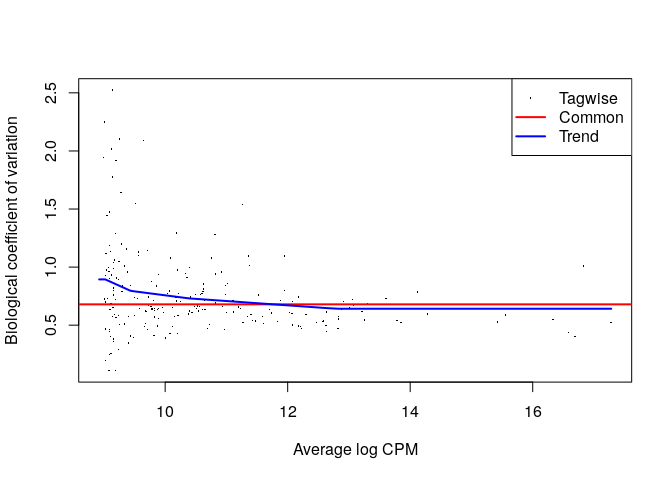 Tagwise
Common
Trend
2.5
2.0
1.5
1.0
0.5
Biological coefficient of variation
10 12 14 16
Average log CPM